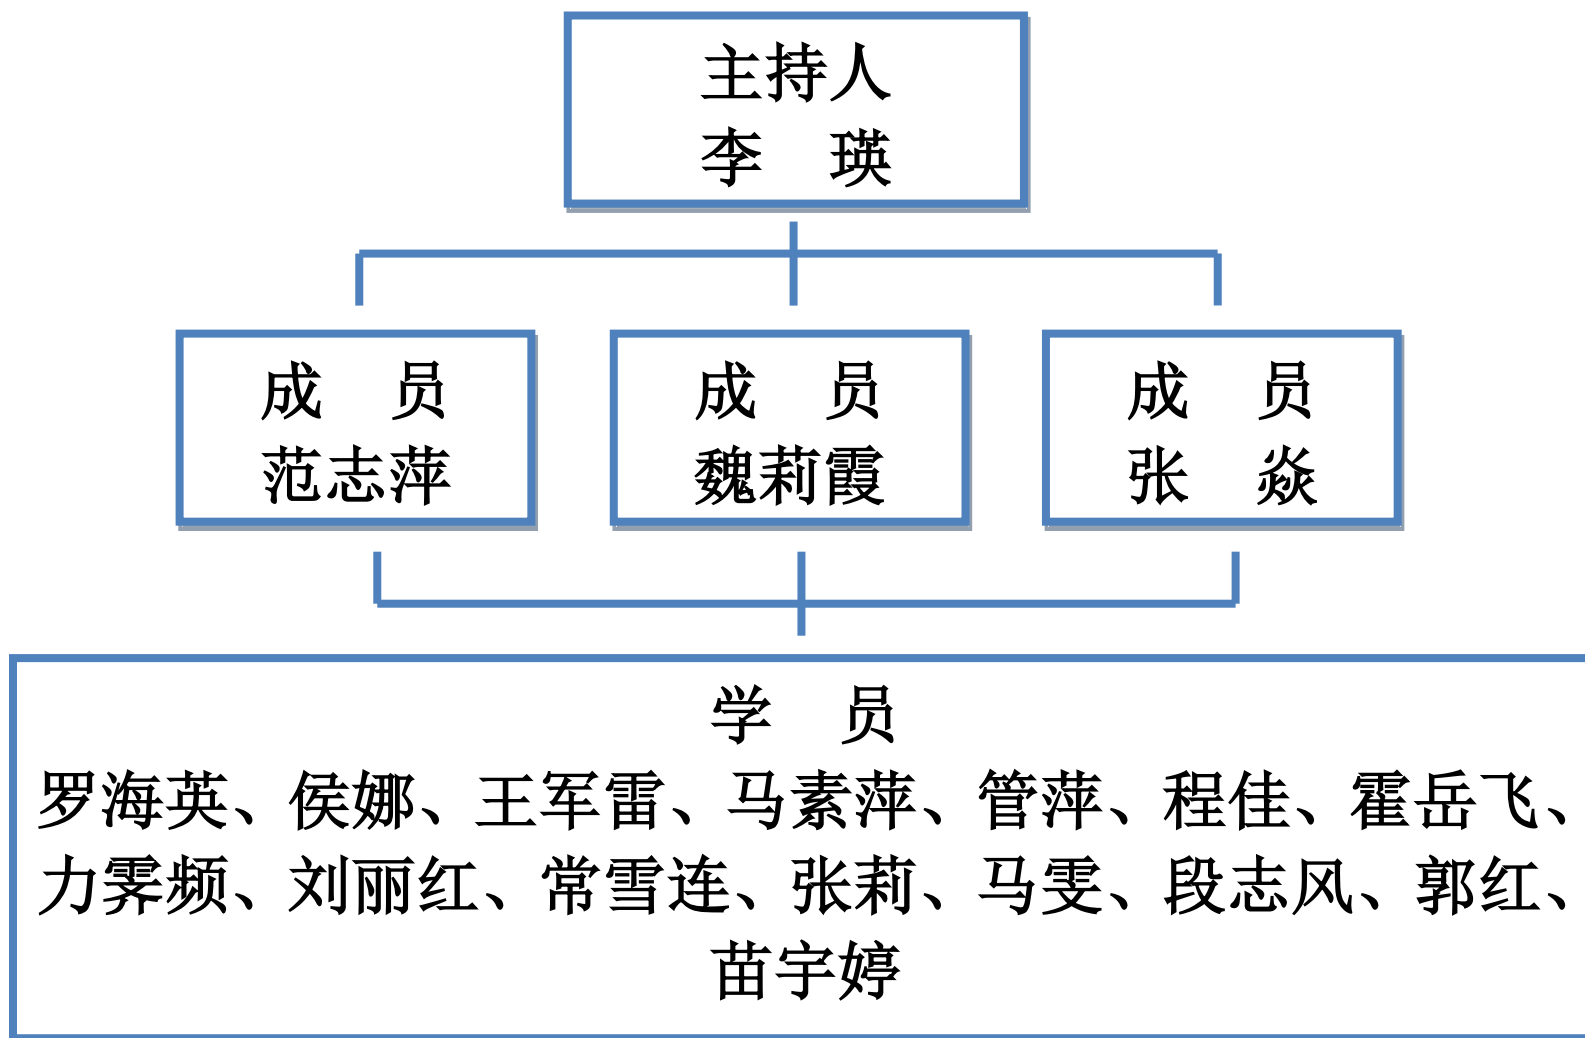 主持人
李　瑛
成　员
范志萍
成　员
魏莉霞
成　员
张　焱
学　员
罗海英、侯娜、王军雷、马素萍、管萍、程佳、霍岳飞、
力霁频、刘丽红、常雪连、张莉、马雯、段志风、郭红、
苗宇婷